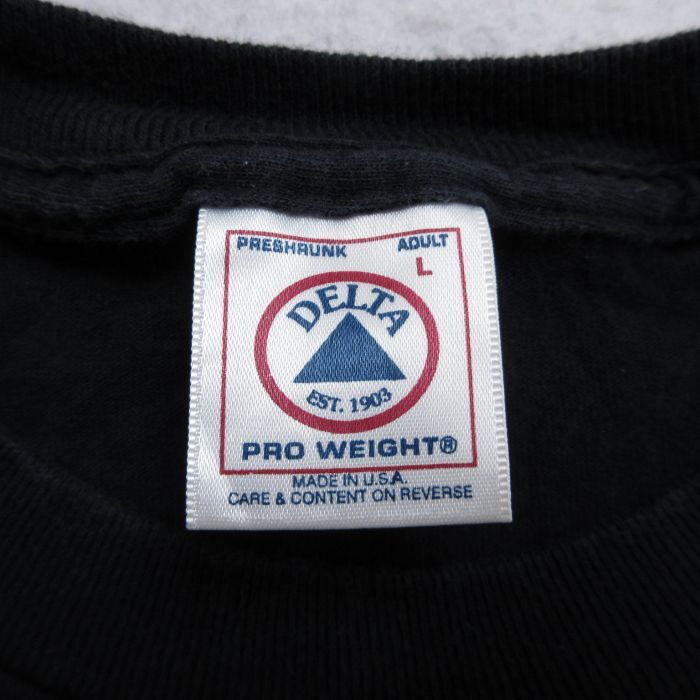 PRESHRUNK ADULT
L
DELTA
EST. 1903
PRO WEIGHT®
MADE IN U.S.A.
CARE & CONTENT ON REVERSE